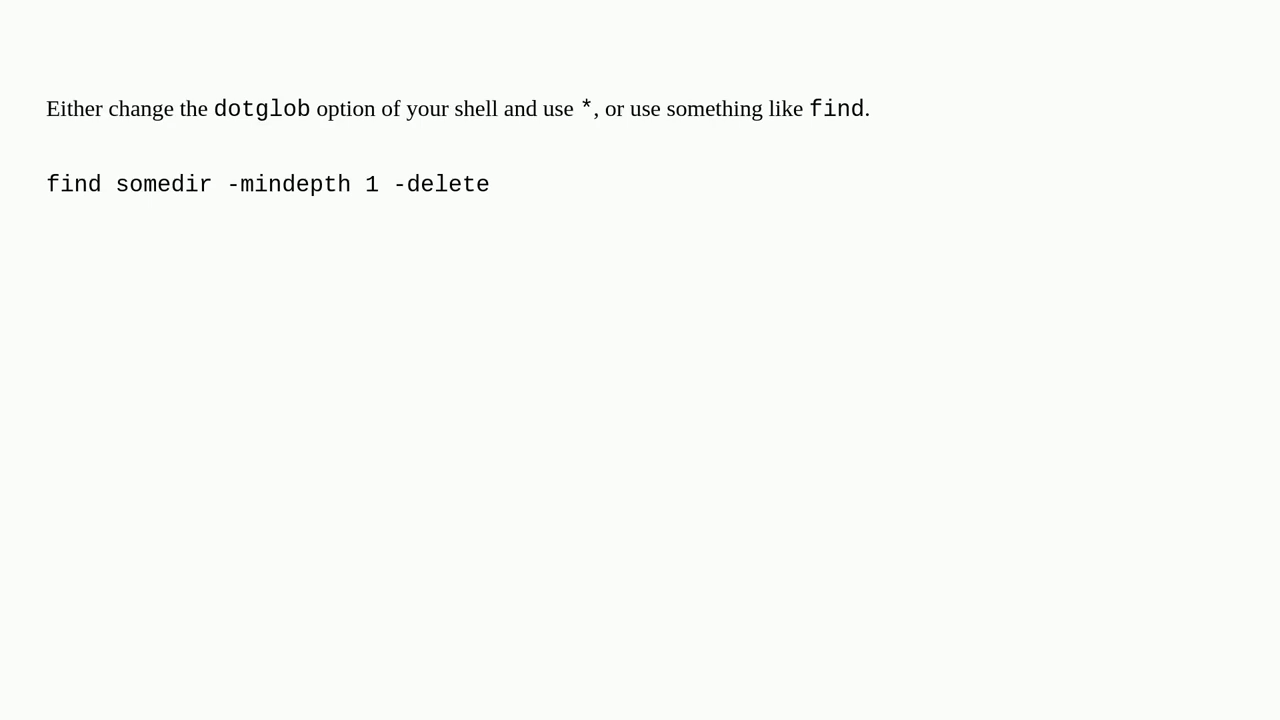 Either change the dotglob option of your shell and use *, or use something like find.
find somedir -mindepth 1 -delete